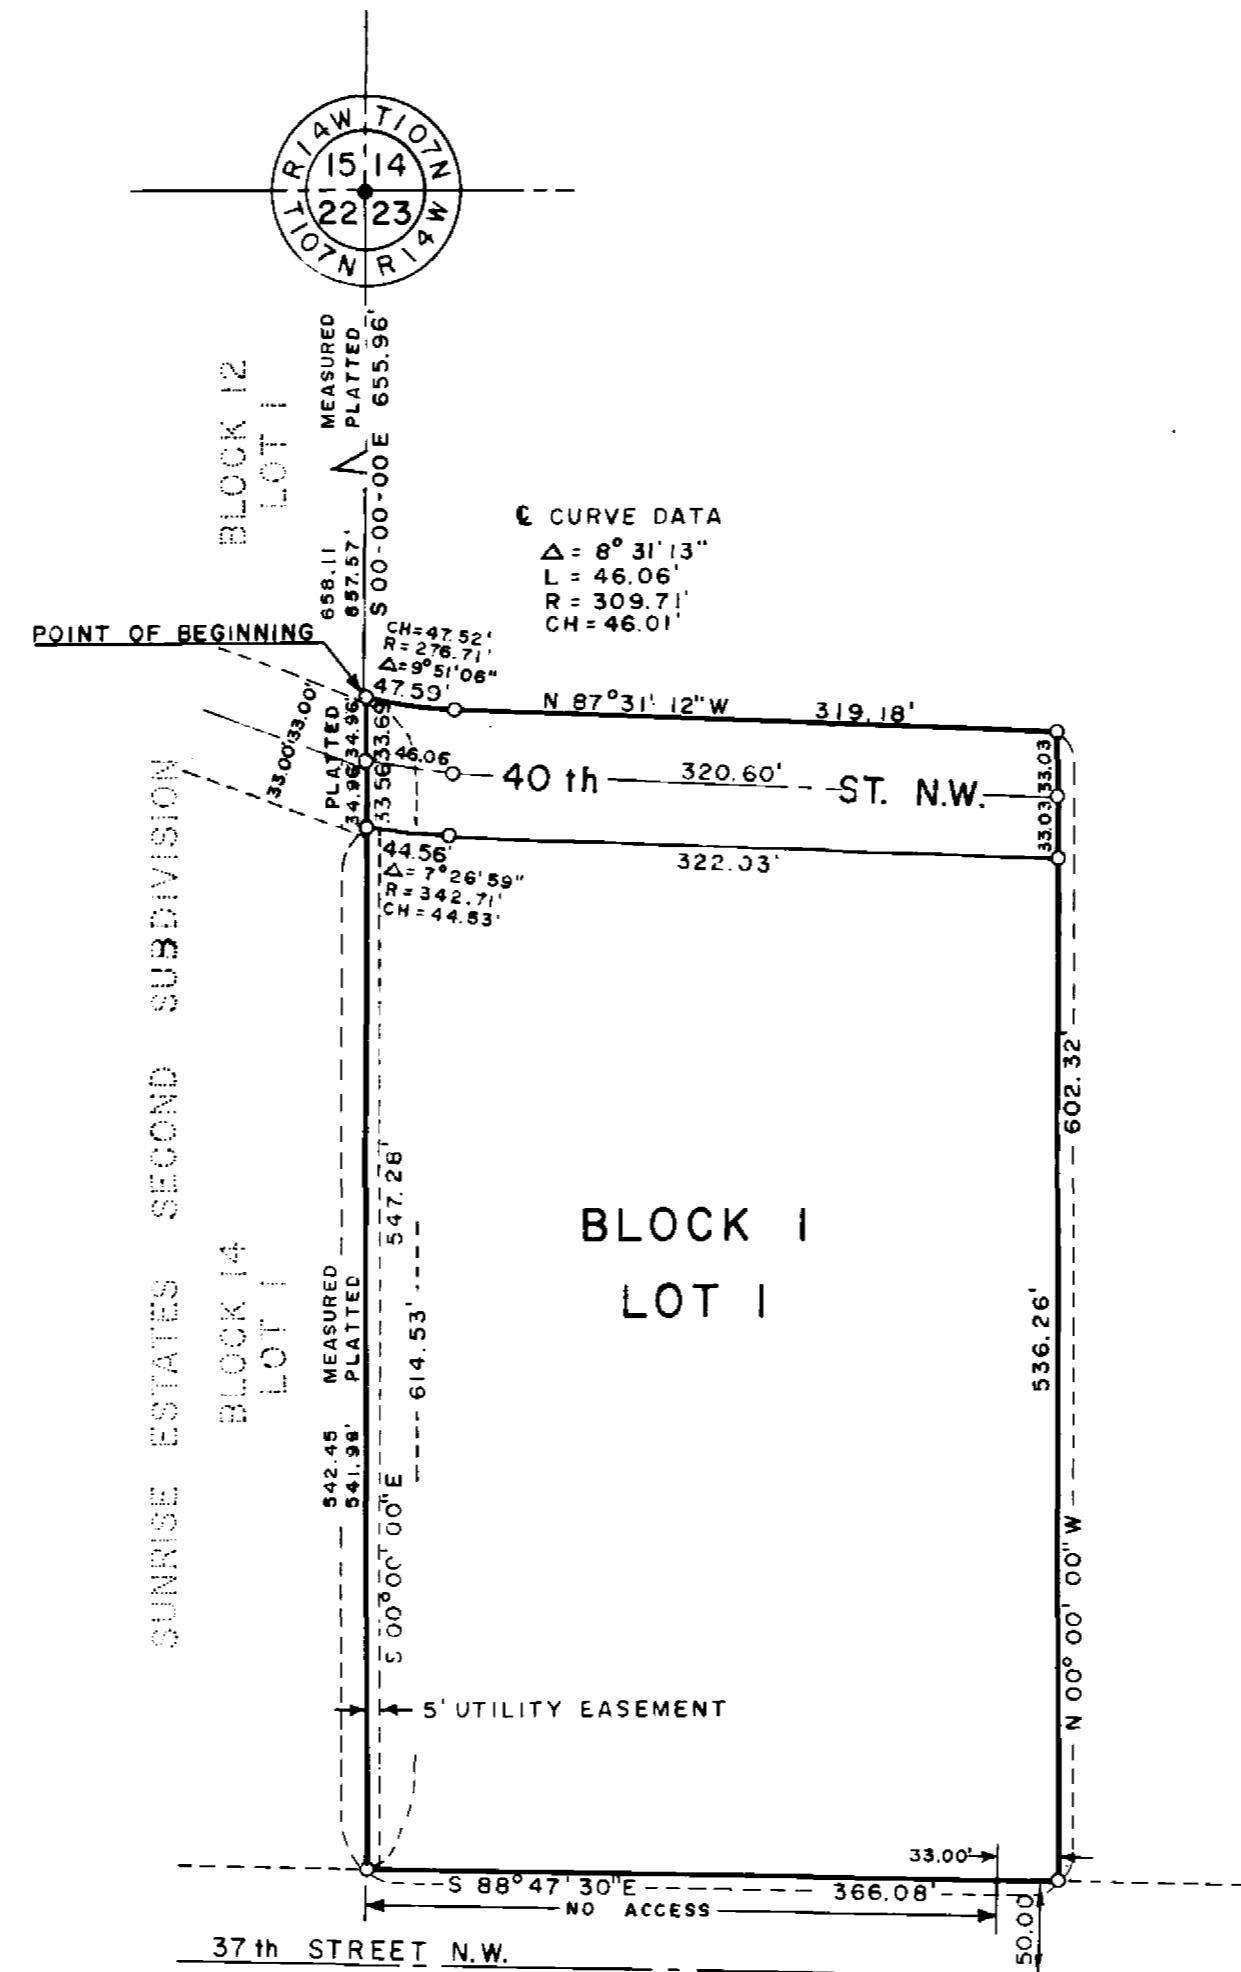 R14W T107N
15 14
22 23
T107N R14W
MEASURED
PLATTED
S 00-00-00 E 655.96'
658.11
657.57'
BLOCK 12
LOT 1
℄ CURVE DATA
Δ = 8° 31' 13"
L = 46.06'
R = 309.71'
CH = 46.01'
POINT OF BEGINNING
CH=47.52'
R=276.71'
Δ=9°51'06"
47.59'
N 87°31' 12" W 319.18'
33.00' 33.00'
PLATTED
34.96' 34.96'
33.56 33.69
46.06
40 th 320.60' ST. N.W.
33.03 33.03
44.56'
Δ= 7°26'59"
R=342.71'
CH=44.53'
322.03'
SUNRISE ESTATES SECOND SUBDIVISION
BLOCK 14
LOT 1
542.45 MEASURED
541.99' PLATTED
S 00°00' 00" E 547.28'
614.53'
BLOCK 1
LOT 1
602.32'
536.26'
N 00° 00' 00" W
5' UTILITY EASEMENT
33.00'
S 88°47' 30" E 366.08'
NO ACCESS
50.00
37 th STREET N.W.